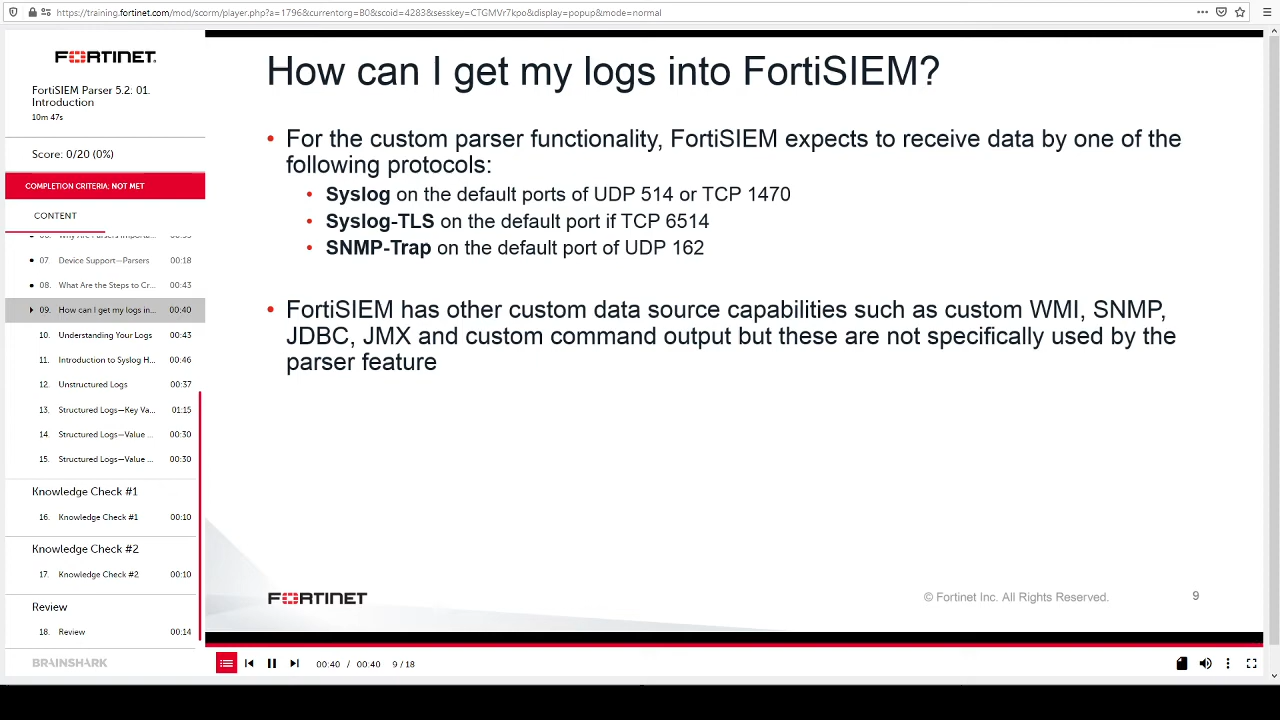 https://training.fortinet.com/mod/scorm/player.php?a=1796&currentorg=B0&scoid=4283&sesskey=CTGMVr7kpo&display=popup&mode=normal
FORTINET
FortiSIEM Parser 5.2: 01.
Introduction
10m 47s
Score: 0/20 (0%)
COMPLETION CRITERIA: NOT MET
CONTENT
07. Device Support—Parsers 00:18
08. What Are the Steps to Cr... 00:43
09. How can I get my logs in... 00:40
10. Understanding Your Logs 00:43
11. Introduction to Syslog H... 00:46
12. Unstructured Logs 00:37
13. Structured Logs—Key Va... 01:15
14. Structured Logs—Value ... 00:30
15. Structured Logs—Value ... 00:30
Knowledge Check #1
16. Knowledge Check #1 00:10
Knowledge Check #2
17. Knowledge Check #2 00:10
Review
18. Review 00:14
BRAINSHARK
How can I get my logs into FortiSIEM?
• For the custom parser functionality, FortiSIEM expects to receive data by one of the
following protocols:
• Syslog on the default ports of UDP 514 or TCP 1470
• Syslog-TLS on the default port if TCP 6514
• SNMP-Trap on the default port of UDP 162
• FortiSIEM has other custom data source capabilities such as custom WMI, SNMP,
JDBC, JMX and custom command output but these are not specifically used by the
parser feature
FORTINET
© Fortinet Inc. All Rights Reserved. 9
00:40 / 00:40 9 / 18